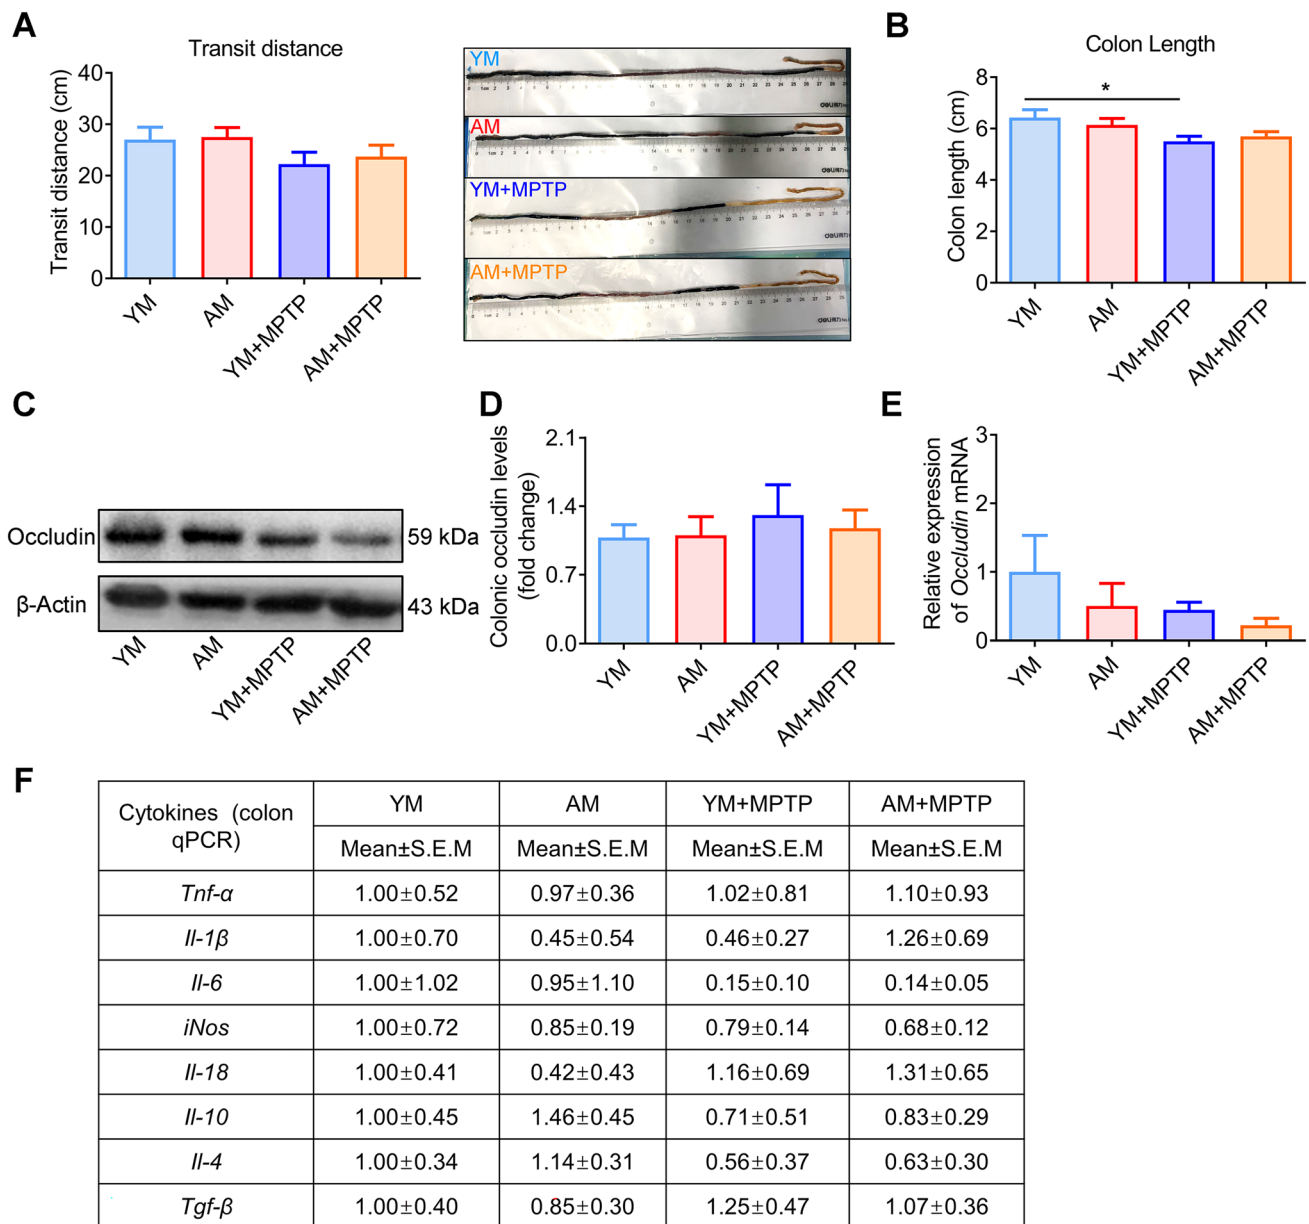 A
Transit distance
Transit distance (cm)
40
30
20
10
0
YM
AM
YM+MPTP
AM+MPTP
YM
AM
YM+MPTP
AM+MPTP
B
Colon Length
Colon length (cm)
8
6
4
2
0
*
YM
AM
YM+MPTP
AM+MPTP
C
Occludin
59 kDa
β-Actin
43 kDa
YM
AM
YM+MPTP
AM+MPTP
D
Colonic occludin levels
(fold change)
2.1
1.4
0.7
0.0
YM
AM
YM+MPTP
AM+MPTP
E
Relative expression
of Occludin mRNA
3
2
1
0
YM
AM
YM+MPTP
AM+MPTP
F
Cytokines (colon
qPCR)
YM AM YM+MPTP AM+MPTP
Mean±S.E.M Mean±S.E.M Mean±S.E.M Mean±S.E.M
Tnf-α 1.00±0.52 0.97±0.36 1.02±0.81 1.10±0.93
Il-1β 1.00±0.70 0.45±0.54 0.46±0.27 1.26±0.69
Il-6 1.00±1.02 0.95±1.10 0.15±0.10 0.14±0.05
iNos 1.00±0.72 0.85±0.19 0.79±0.14 0.68±0.12
Il-18 1.00±0.41 0.42±0.43 1.16±0.69 1.31±0.65
Il-10 1.00±0.45 1.46±0.45 0.71±0.51 0.83±0.29
Il-4 1.00±0.34 1.14±0.31 0.56±0.37 0.63±0.30
Tgf-β 1.00±0.40 0.85±0.30 1.25±0.47 1.07±0.36